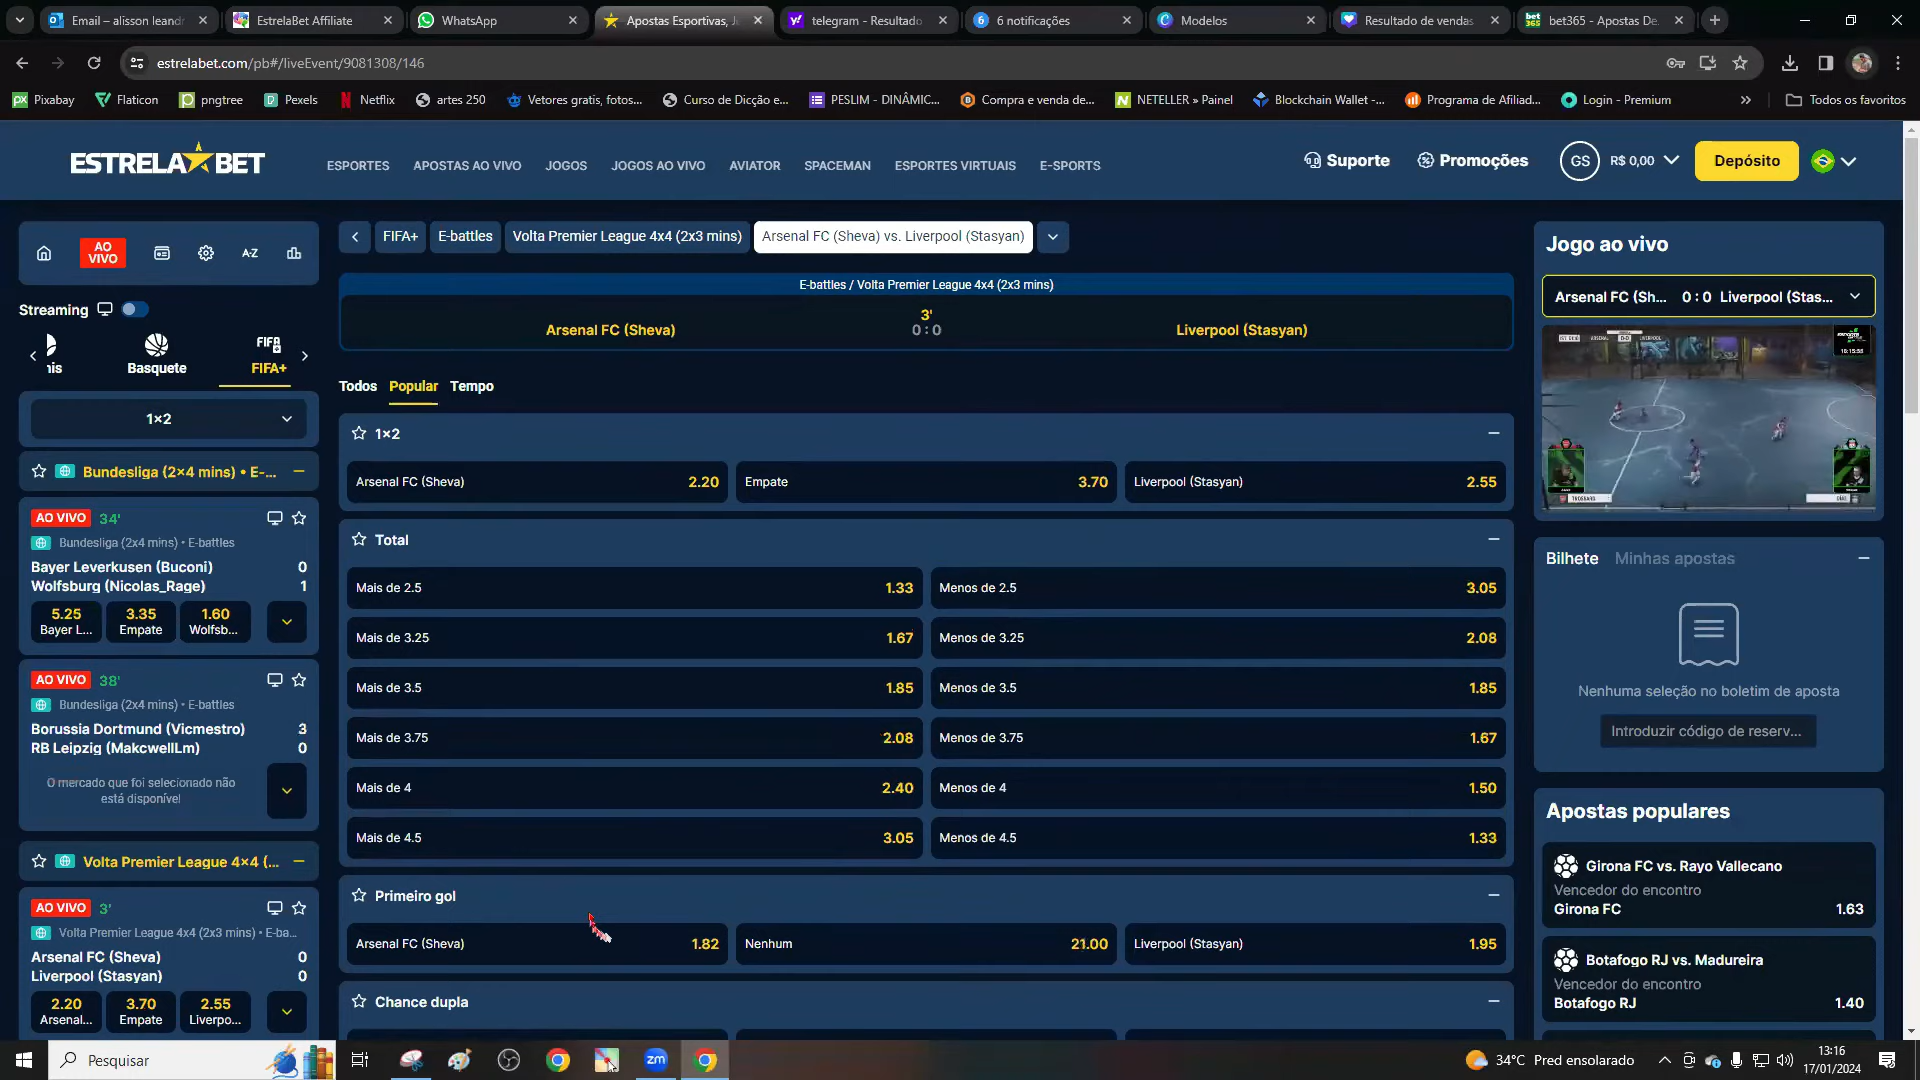 Email – alisson leandr
EstrelaBet Affiliate
WhatsApp
Apostas Esportivas, J
telegram - Resultado
6 notificações
Modelos
Resultado de vendas
bet365 - Apostas De
estrelabet.com/pb#/liveEvent/9081308/146
Pixabay
Flaticon
pngtree
Pexels
Netflix
artes 250
Vetores gratis, fotos...
Curso de Dicção e...
PESLIM - DINÂMIC...
Compra e venda de...
NETELLER » Painel
Blockchain Wallet -...
Programa de Afiliad...
Login - Premium
Todos os favoritos
ESTRELABET
ESPORTES
APOSTAS AO VIVO
JOGOS
JOGOS AO VIVO
AVIATOR
SPACEMAN
ESPORTES VIRTUAIS
E-SPORTS
Suporte
Promoções
GS
R$ 0,00
Depósito
AO VIVO
A-Z
Streaming
nis
Basquete
FIFA+
1×2
Bundesliga (2×4 mins) • E-...
AO VIVO 34'
Bundesliga (2x4 mins) • E-battles
Bayer Leverkusen (Buconi) 0
Wolfsburg (Nicolas_Rage) 1
5.25 3.35 1.60
Bayer L... Empate Wolfsb...
AO VIVO 38'
Bundesliga (2x4 mins) • E-battles
Borussia Dortmund (Vicmestro) 3
RB Leipzig (MakcwellLm) 0
O mercado que foi selecionado não
está disponível
Volta Premier League 4×4 (...
AO VIVO 3'
Volta Premier League 4x4 (2x3 mins) • E-ba...
Arsenal FC (Sheva) 0
Liverpool (Stasyan) 0
2.20 3.70 2.55
Arsenal... Empate Liverpo...
FIFA+
E-battles
Volta Premier League 4x4 (2x3 mins)
Arsenal FC (Sheva) vs. Liverpool (Stasyan)
E-battles / Volta Premier League 4x4 (2x3 mins)
3'
Arsenal FC (Sheva) 0 : 0 Liverpool (Stasyan)
Todos Popular Tempo
1×2
Arsenal FC (Sheva) 2.20 Empate 3.70 Liverpool (Stasyan) 2.55
Total
Mais de 2.5 1.33 Menos de 2.5 3.05
Mais de 3.25 1.67 Menos de 3.25 2.08
Mais de 3.5 1.85 Menos de 3.5 1.85
Mais de 3.75 2.08 Menos de 3.75 1.67
Mais de 4 2.40 Menos de 4 1.50
Mais de 4.5 3.05 Menos de 4.5 1.33
Primeiro gol
Arsenal FC (Sheva) 1.82 Nenhum 21.00 Liverpool (Stasyan) 1.95
Chance dupla
Jogo ao vivo
Arsenal FC (Sh... 0 : 0 Liverpool (Stas...
ARSENAL 0-0 LIVERPOOL
TROSSARD
Bilhete Minhas apostas
Nenhuma seleção no boletim de aposta
Introduzir código de reserv...
Apostas populares
Girona FC vs. Rayo Vallecano
Vencedor do encontro
Girona FC 1.63
Botafogo RJ vs. Madureira
Vencedor do encontro
Botafogo RJ 1.40
Pesquisar
zm
34°C Pred ensolarado
13:16
17/01/2024